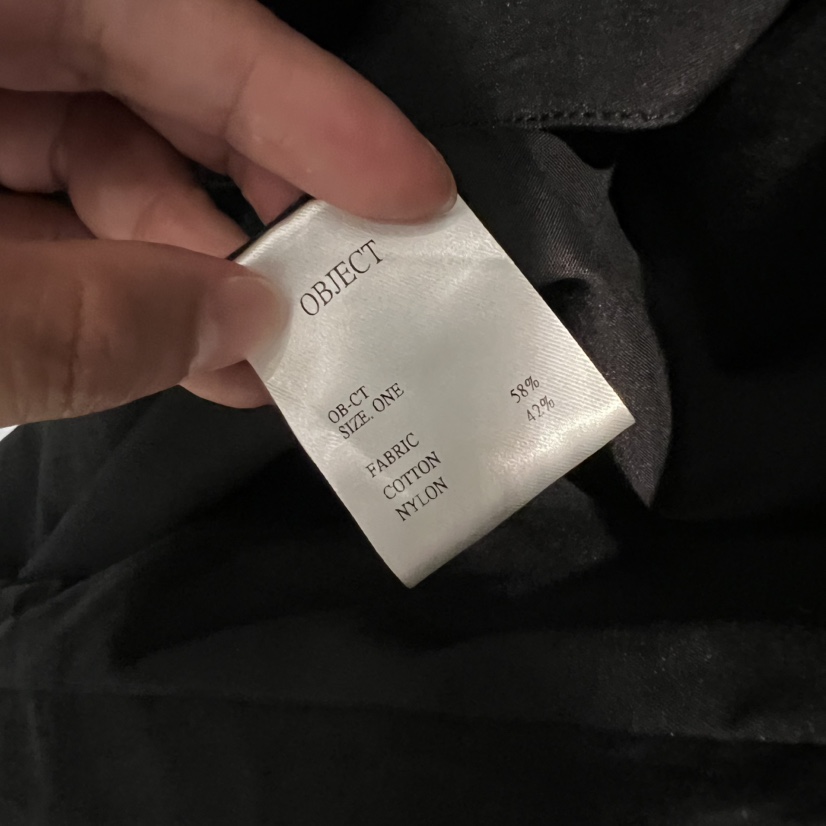 OBJECT
OB-CT
SIZE. ONE
FABRIC
COTTON 58%
NYLON 42%